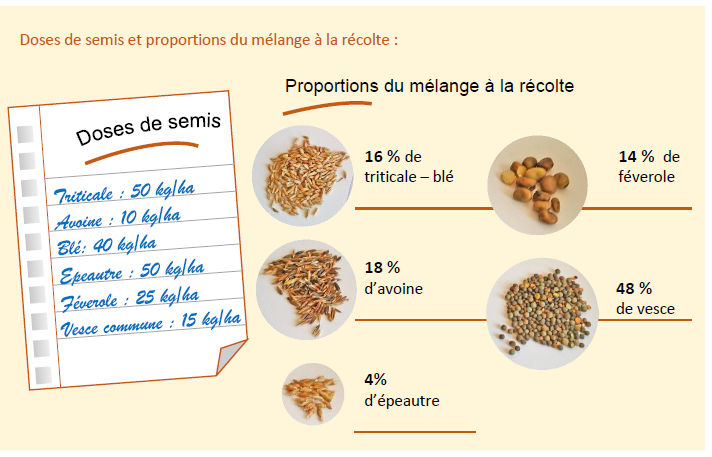 Doses de semis et proportions du mélange à la récolte :
Doses de semis
Triticale : 50 kg/ha
Avoine : 10 kg/ha
Blé: 40 kg/ha
Epeautre : 50 kg/ha
Féverole : 25 kg/ha
Vesce commune : 15 kg/ha
Proportions du mélange à la récolte
16 % de
triticale – blé
14 % de
féverole
18 %
d’avoine
48 %
de vesce
4%
d’épeautre